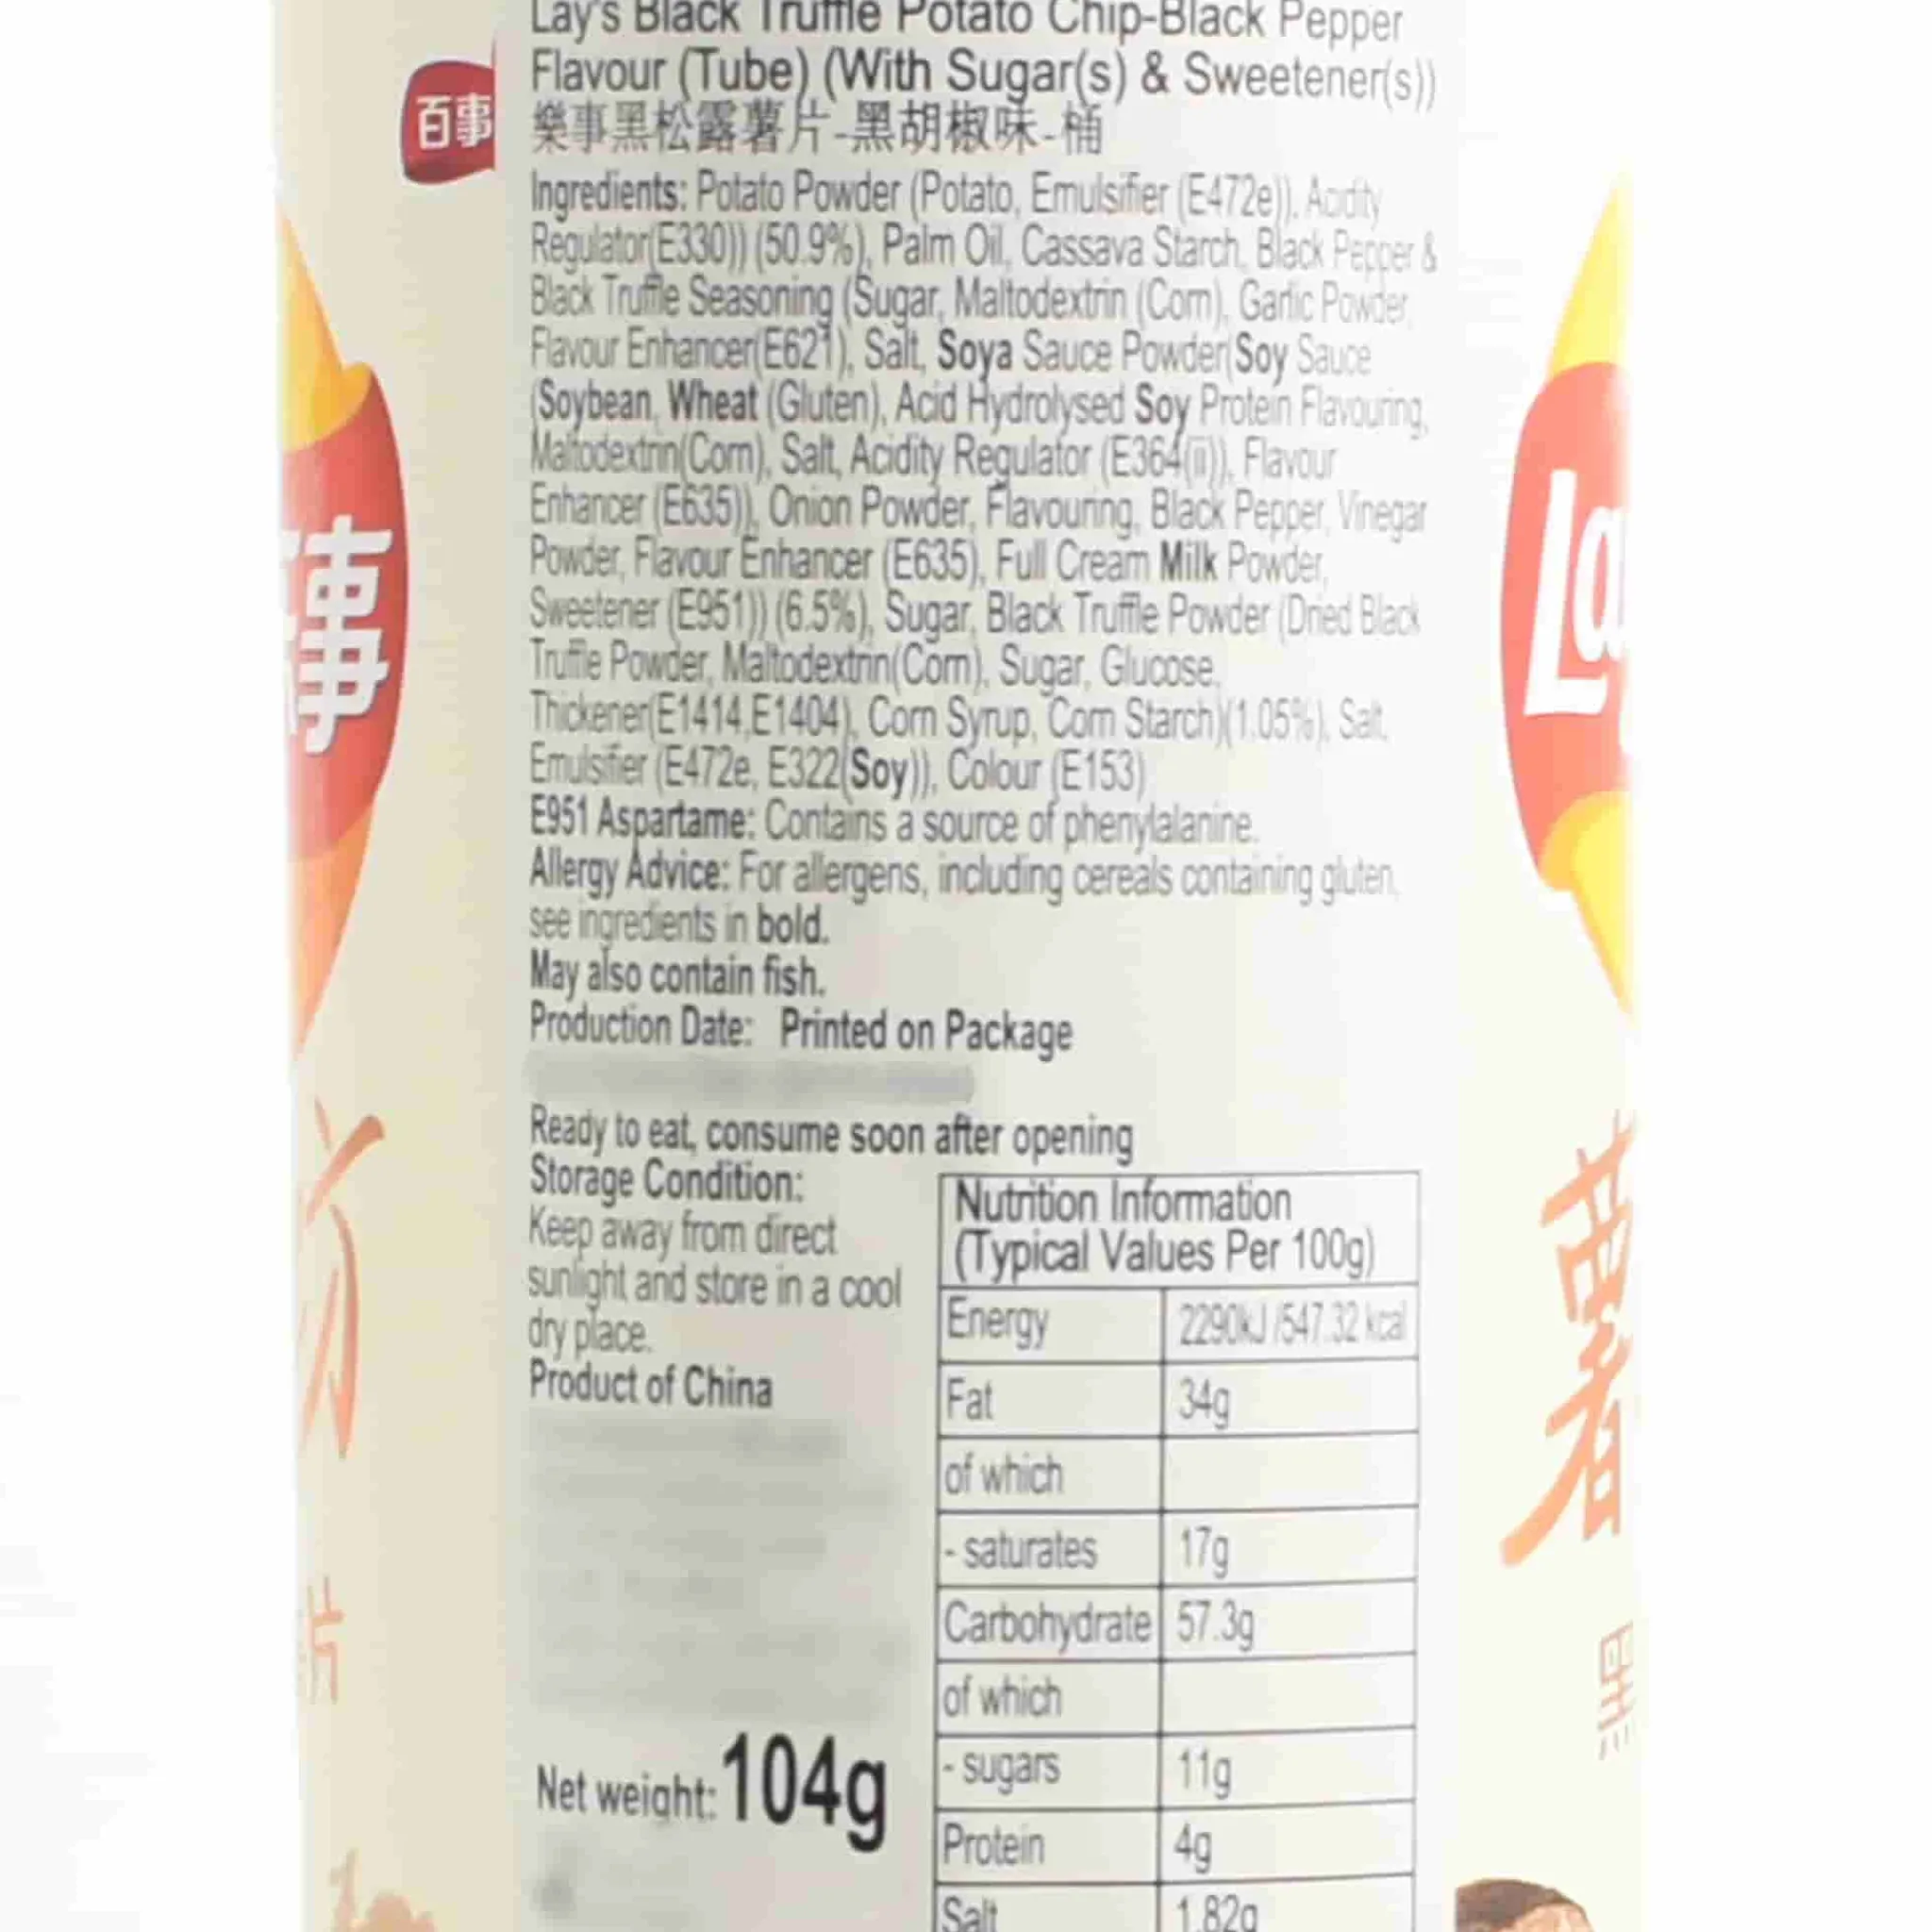 Lay's Black Truffle Potato Chip-Black Pepper
Flavour (Tube) (With Sugar(s) & Sweetener(s))
百事
樂事黑松露薯片-黑胡椒味-桶
Ingredients: Potato Powder (Potato, Emulsifier (E472e)), Acidity
Regulator(E330)) (50.9%), Palm Oil, Cassava Starch, Black Pepper &
Black Truffle Seasoning (Sugar, Maltodextrin (Corn), Garlic Powder,
Flavour Enhancer(E621), Salt, Soya Sauce Powder(Soy Sauce
(Soybean, Wheat (Gluten), Acid Hydrolysed Soy Protein Flavouring,
Maltodextrin(Corn), Salt, Acidity Regulator (E364(ii)), Flavour
Enhancer (E635)), Onion Powder, Flavouring, Black Pepper, Vinegar
Powder, Flavour Enhancer (E635), Full Cream Milk Powder,
Sweetener (E951)) (6.5%), Sugar, Black Truffle Powder (Dried Black
Truffle Powder, Maltodextrin(Corn), Sugar, Glucose,
Thickener(E1414,E1404), Corn Syrup, Corn Starch)(1.05%), Salt,
Emulsifier (E472e, E322(Soy)), Colour (E153)
E951 Aspartame: Contains a source of phenylalanine.
Allergy Advice: For allergens, including cereals containing gluten,
see ingredients in bold.
May also contain fish.
Production Date: Printed on Package
Ready to eat, consume soon after opening
Storage Condition:
Keep away from direct
sunlight and store in a cool
dry place.
Product of China
Net weight: 104g
Nutrition Information
(Typical Values Per 100g)
Energy 2290kJ /547.32 kcal
Fat 34g
of which
- saturates 17g
Carbohydrate 57.3g
of which
- sugars 11g
Protein 4g
Salt 1.82g
事
片
La
薯
黑